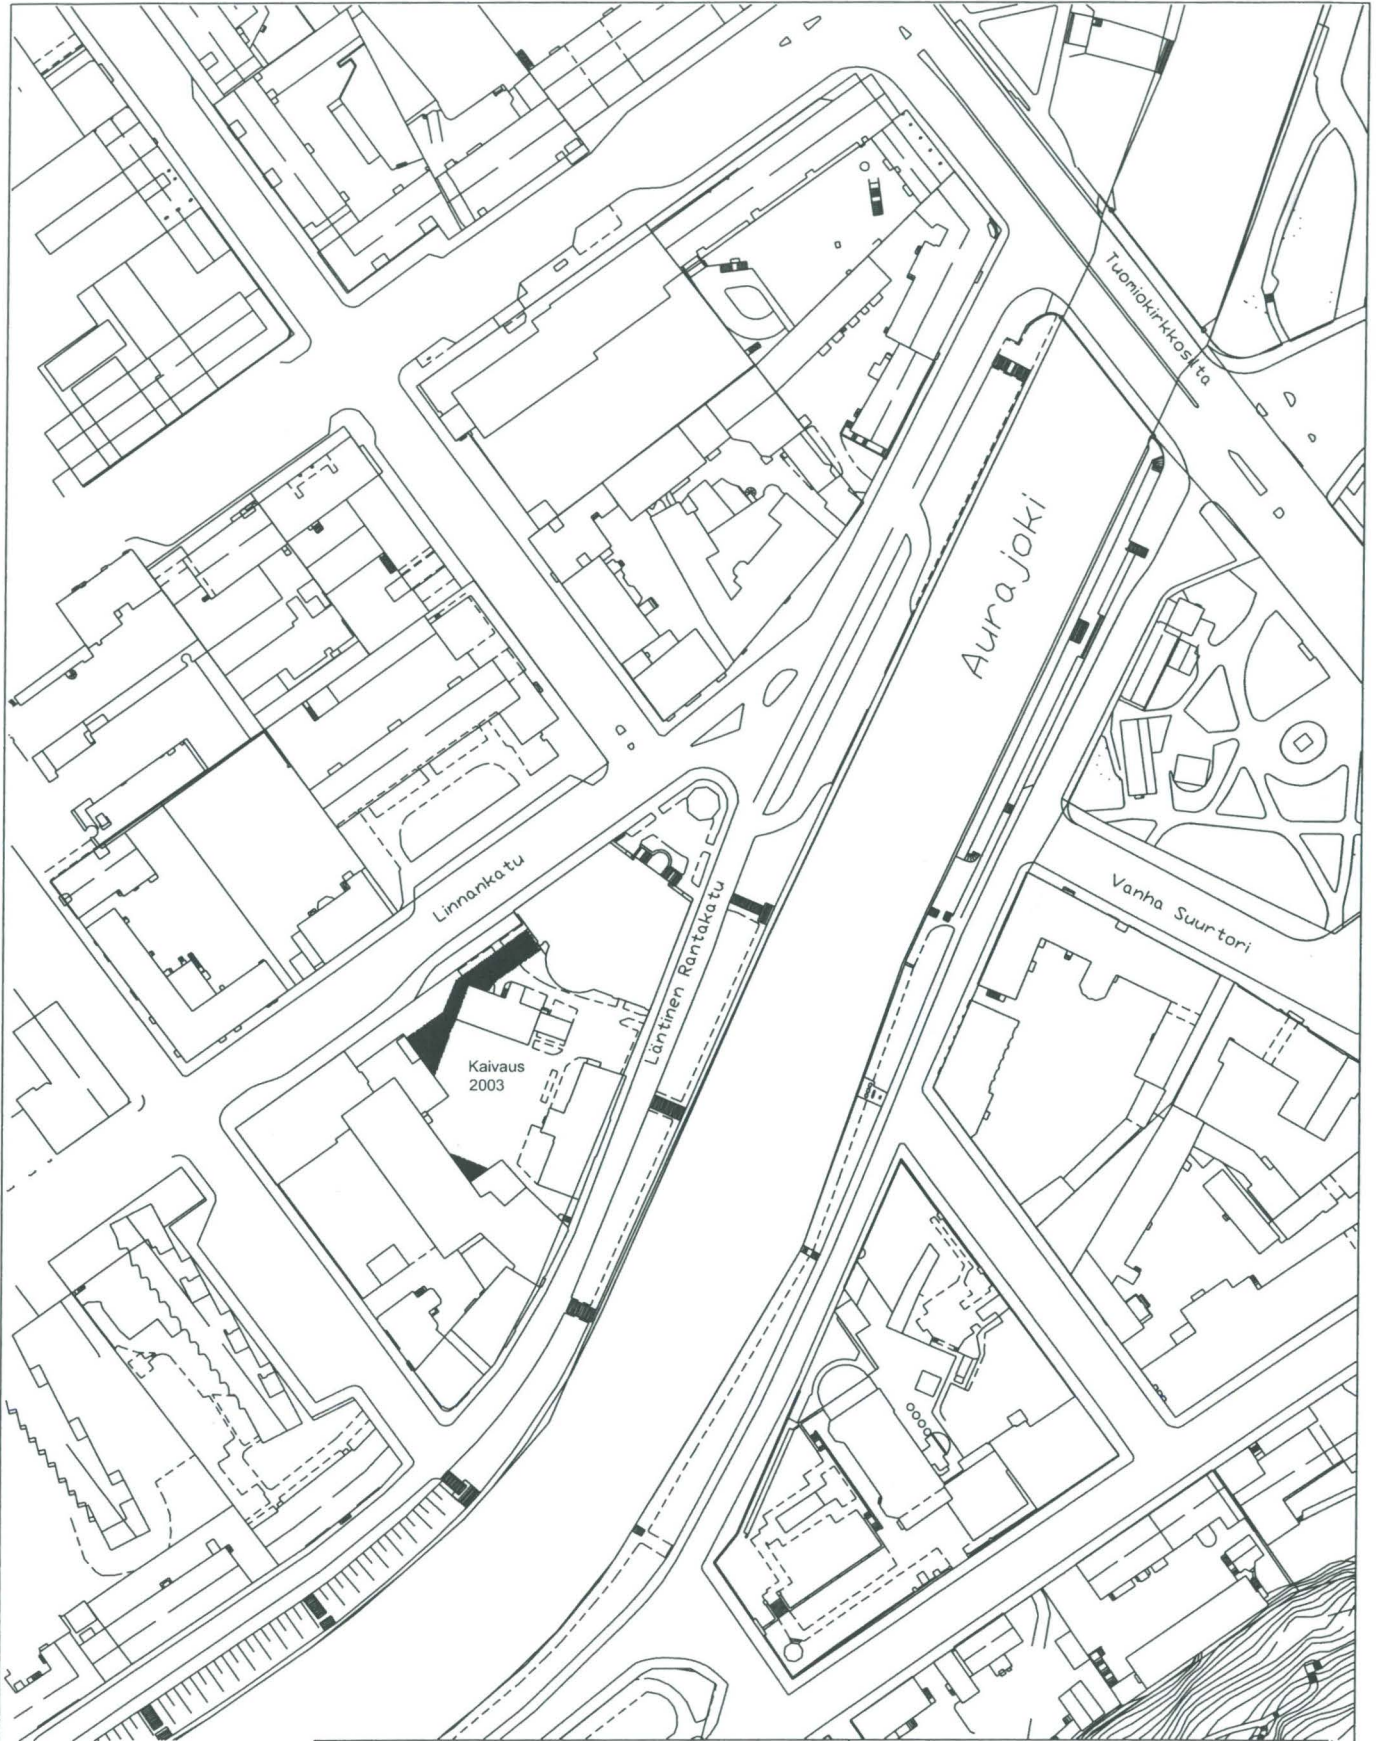 Tuomiokirkkosilta
Aurajoki
Vanha Suurtori
Linnankatu
Läntinen Rantakatu
Kaivaus
2003